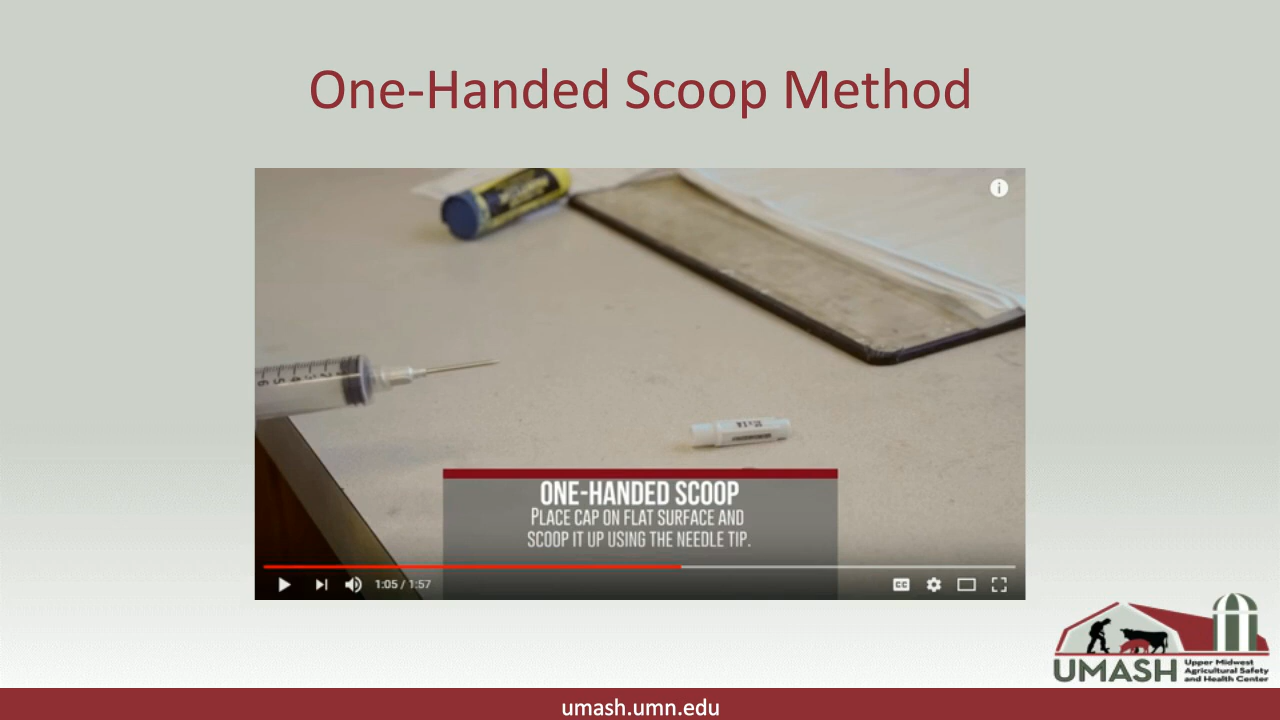 One-Handed Scoop Method
ONE-HANDED SCOOP
PLACE CAP ON FLAT SURFACE AND
SCOOP IT UP USING THE NEEDLE TIP.
1:05 / 1:57
CC
UMASH
Upper Midwest
Agricultural Safety
and Health Center
umash.umn.edu